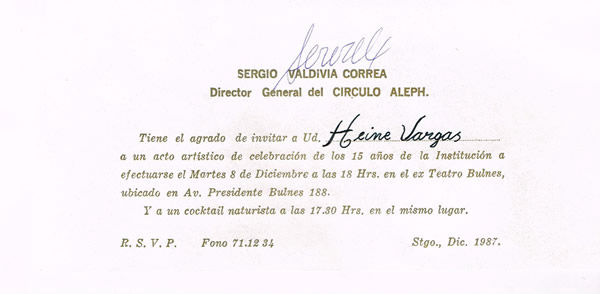 SERGIO VALDIVIA CORREA
Director General del CIRCULO ALEPH.
Tiene el agrado de invitar a Ud. Heine Vargas
a un acto artístico de celebración de los 15 años de la Institución a
efectuarse el Martes 8 de Diciembre a las 18 Hrs. en el ex Teatro Bulnes,
ubicado en Av. Presidente Bulnes 188.
Y a un cocktail naturista a las 17.30 Hrs. en el mismo lugar.
R. S. V. P. Fono 71.12 34 Stgo., Dic. 1987.